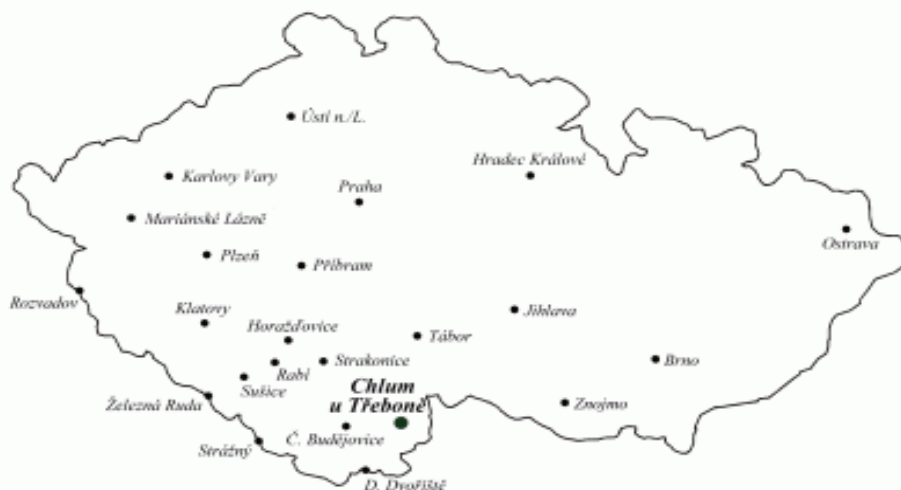 Ústí n./L.
Hradec Králové
Karlovy Vary
Praha
Mariánské Lázně
Ostrava
Plzeň
Příbram
Rozvadov
Klatovy
Jihlava
Horažďovice
Tábor
Strakonice
Brno
Rabí
Sušice
Chlum
u Třeboně
Železná Ruda
Znojmo
Č. Budějovice
Strážný
D. Dvořiště